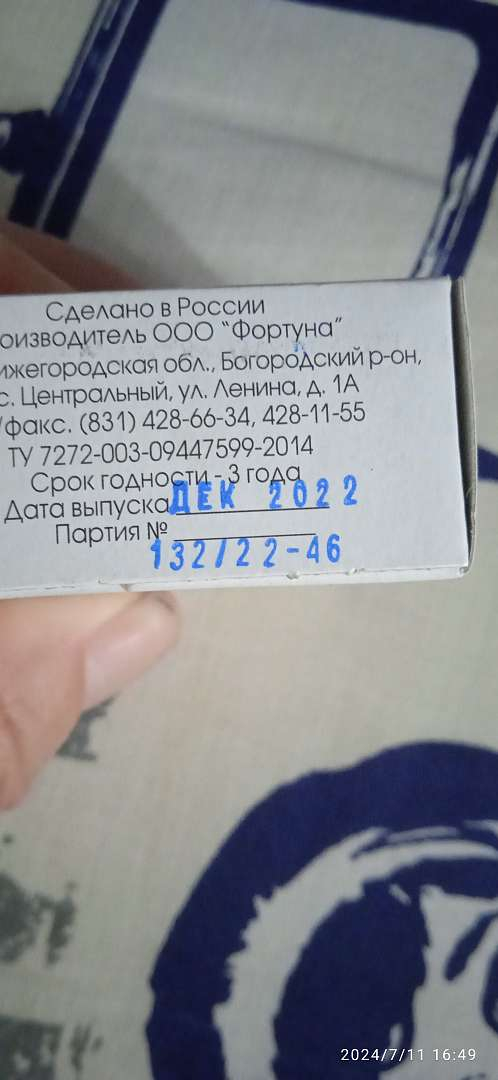 Сделано в России
оизводитель ООО "Фортуна"
ижегородская обл., Богородский р-он,
с. Центральный, ул. Ленина, д. 1А
/факс. (831) 428-66-34, 428-11-55
ТУ 7272-003-09447599-2014
Срок годности - 3 года
Дата выпуска ДЕК 2022
Партия №
132/22-46
2024/7/11 16:49